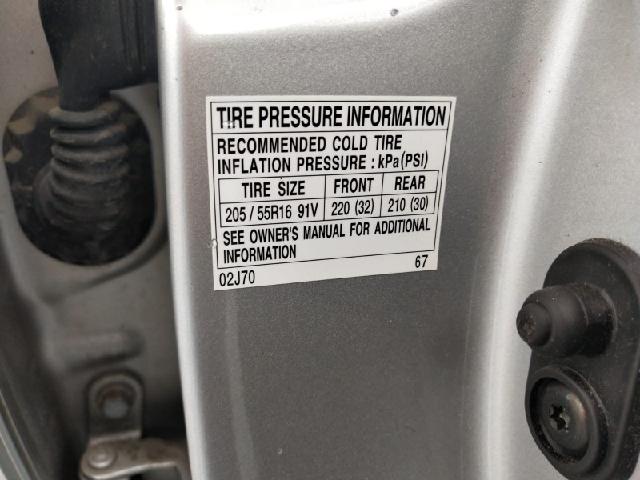 TIRE PRESSURE INFORMATION
RECOMMENDED COLD TIRE
INFLATION PRESSURE : kPa(PSI)
TIRE SIZE FRONT REAR
205 / 55R16 91V 220 (32) 210 (30)
SEE OWNER'S MANUAL FOR ADDITIONAL
INFORMATION
02J70 67